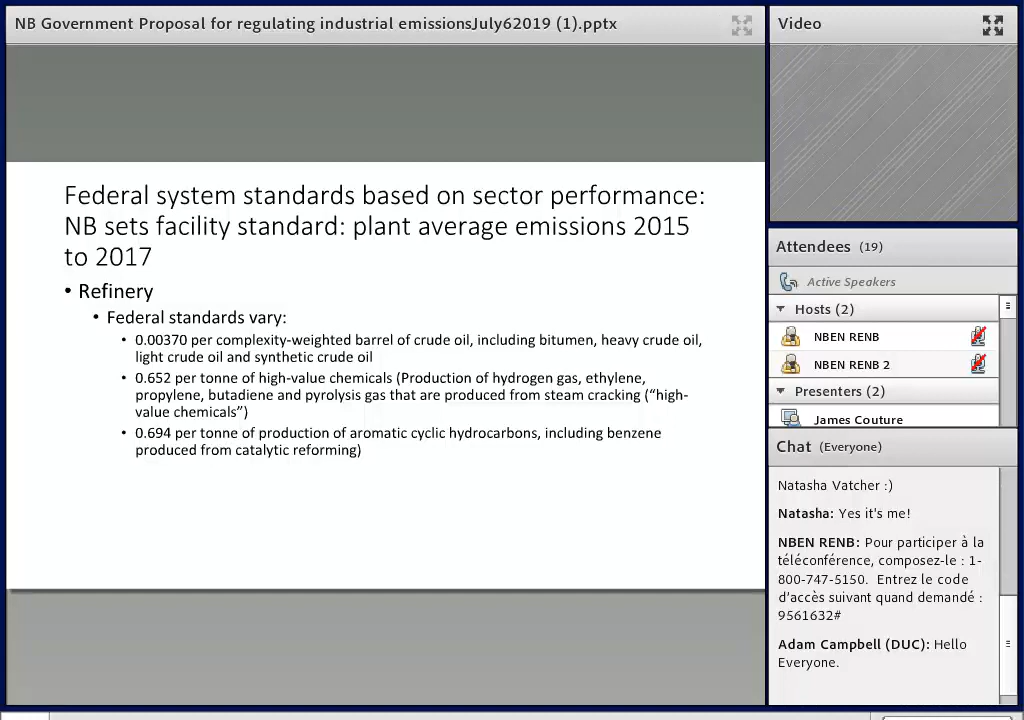 NB Government Proposal for regulating industrial emissionsJuly62019 (1).pptx
Federal system standards based on sector performance:
NB sets facility standard: plant average emissions 2015
to 2017
• Refinery
• Federal standards vary:
• 0.00370 per complexity-weighted barrel of crude oil, including bitumen, heavy crude oil,
light crude oil and synthetic crude oil
• 0.652 per tonne of high-value chemicals (Production of hydrogen gas, ethylene,
propylene, butadiene and pyrolysis gas that are produced from steam cracking (“high-
value chemicals”)
• 0.694 per tonne of production of aromatic cyclic hydrocarbons, including benzene
produced from catalytic reforming)
Video
Attendees (19)
Active Speakers
Hosts (2)
NBEN RENB
NBEN RENB 2
Presenters (2)
James Couture
Chat (Everyone)
Natasha Vatcher :)
Natasha: Yes it's me!
NBEN RENB: Pour participer à la
téléconférence, composez-le : 1-
800-747-5150. Entrez le code
d'accès suivant quand demandé :
9561632#
Adam Campbell (DUC): Hello
Everyone.